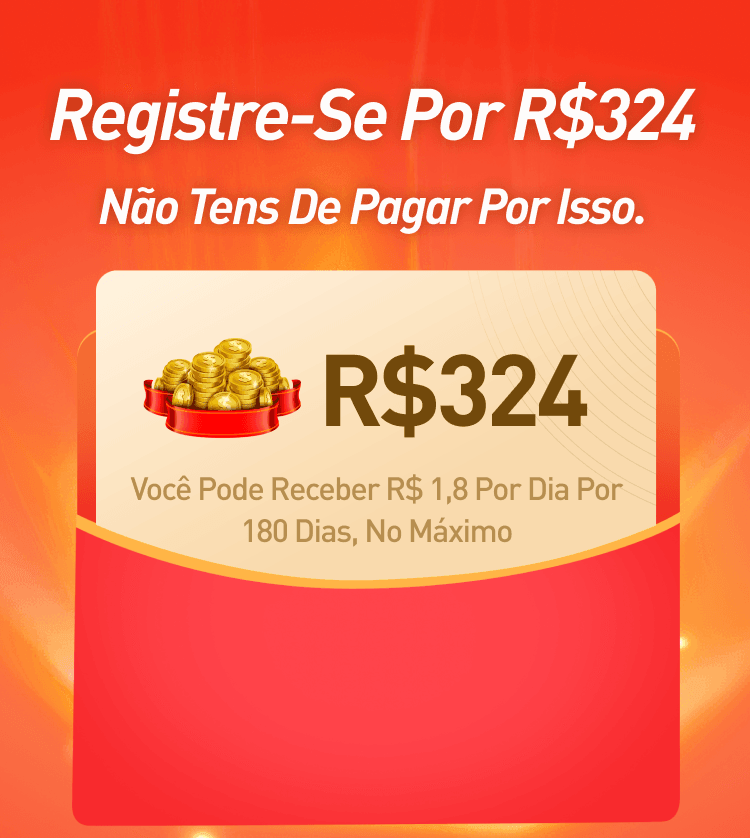 Registre-Se Por R$324
Não Tens De Pagar Por Isso.
R$324
Você Pode Receber R$ 1,8 Por Dia Por
180 Dias, No Máximo